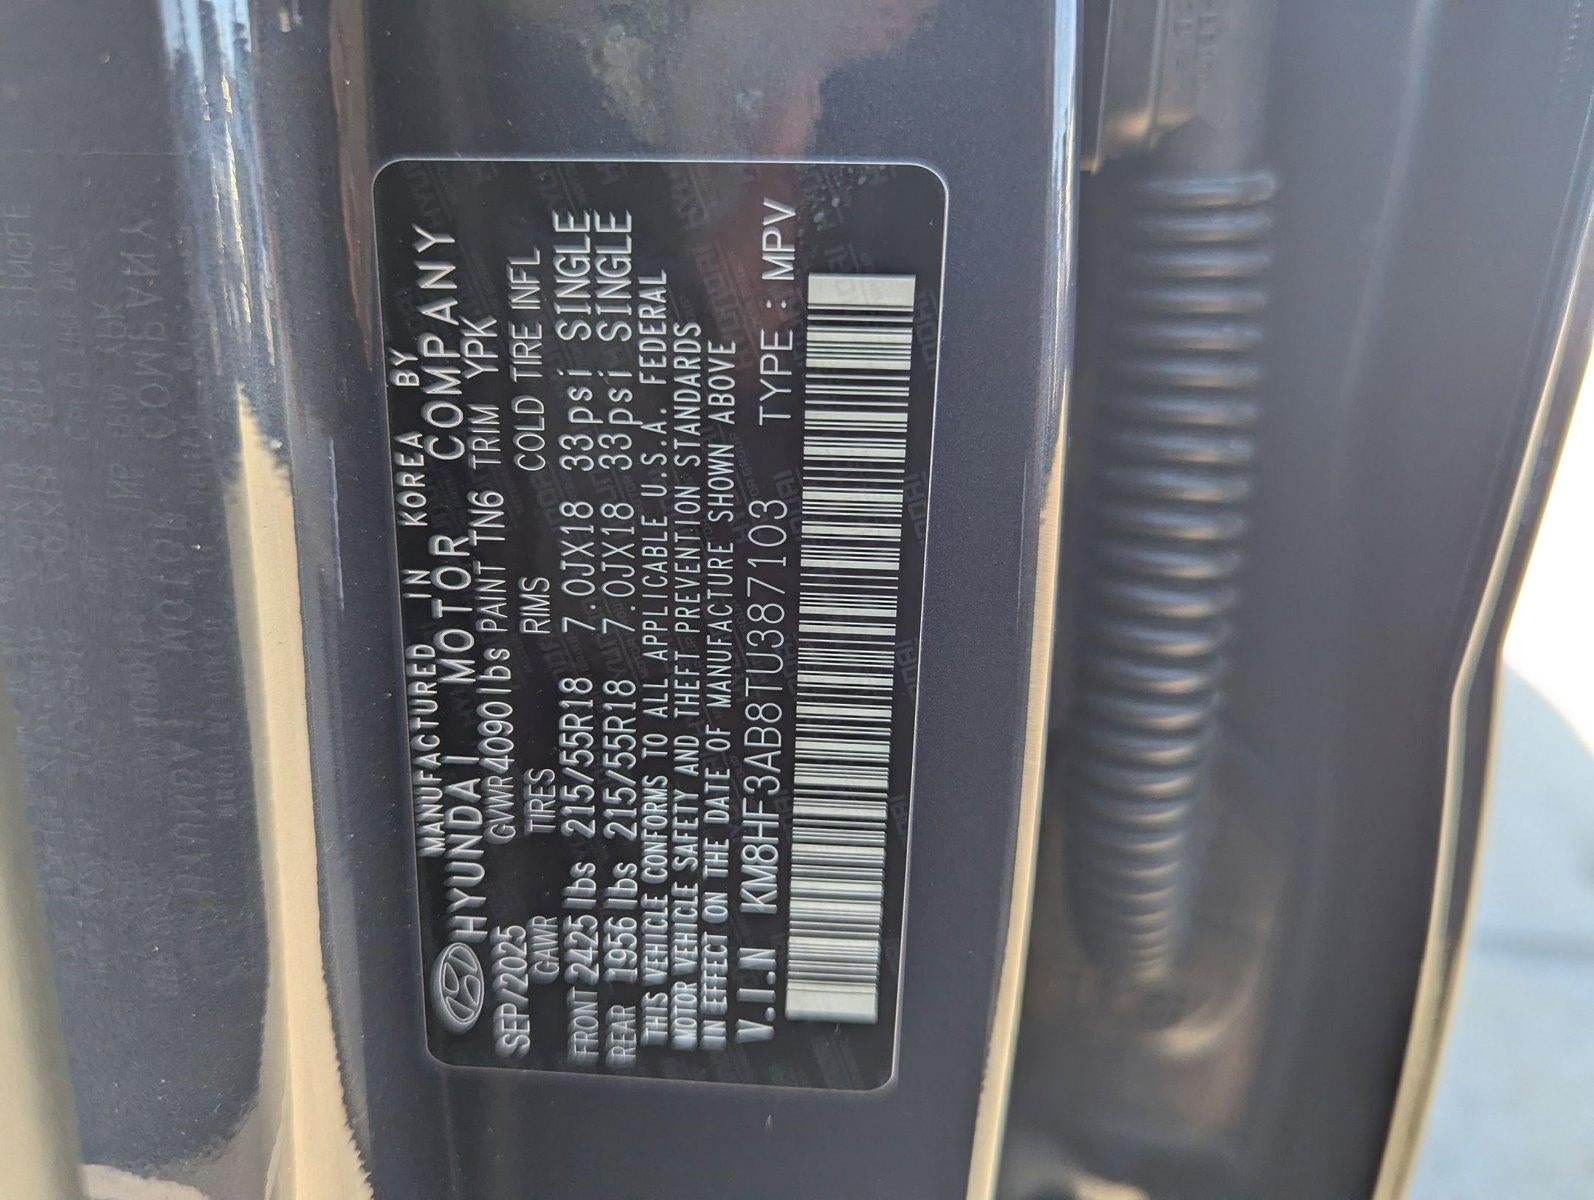 MANUFACTURED IN KOREA BY
HYUNDAI MOTOR COMPANY
SEP/2025 GVWR4090lbs PAINT TN6 TRIM YPK
GAWR TIRES RIMS COLD TIRE INFL
FRONT 2425lbs 215/55R18 7.0JX18 33psi SINGLE
REAR 1956lbs 215/55R18 7.0JX18 33psi SINGLE
THIS VEHICLE CONFORMS TO ALL APPLICABLE U.S.A. FEDERAL
MOTOR VEHICLE SAFETY AND THEFT PREVENTION STANDARDS
IN EFFECT ON THE DATE OF MANUFACTURE SHOWN ABOVE
V.I.N KM8HF3AB8TU387103 TYPE : MPV